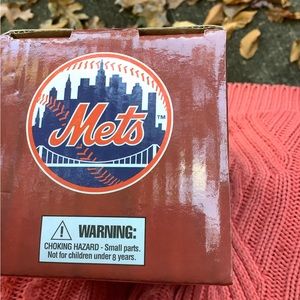 Mets
TM
WARNING:
CHOKING HAZARD - Small parts.
Not for children under 8 years.